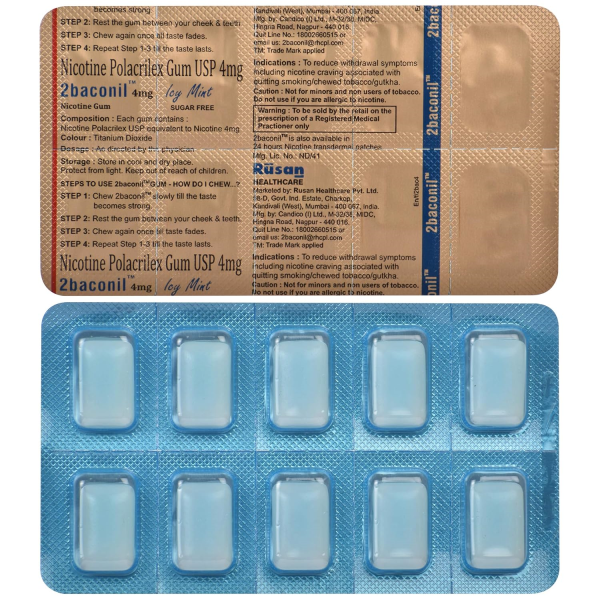 becomes strong.
STEP 2: Rest the gum between your cheek & teeth
STEP 3: Chew again once till taste fades.
STEP 4: Repeat Step 1-3 till the taste lasts.
Nicotine Polacrilex Gum USP 4mg
2baconil™ 4mg Icy Mint
Nicotine Gum SUGAR FREE
Composition : Each gum contains :
Nicotine Polacrilex USP equivalent to Nicotine 4mg
Colour : Titanium Dioxide
Dosage : As directed by the physician
Storage : Store in cool and dry place.
Protect from light. Keep out of reach of children.
STEPS TO USE 2baconil™ GUM - HOW DO I CHEW...?
STEP 1: Chew 2baconil™ slowly till the taste
becomes strong.
STEP 2: Rest the gum between your cheek & teeth.
STEP 3: Chew again once till taste fades.
STEP 4: Repeat Step 1-3 till the taste lasts.
Nicotine Polacrilex Gum USP 4mg
2baconil™ 4mg Icy Mint
Kandivali (West), Mumbai - 400 067, India
Mfg. by: Candico (I) Ltd., M-32/38, MIDC,
Hingna Road, Nagpur - 440 016.
Quit Line No.: 18002660515 or
email us: 2baconil@rhcpl.com
TM: Trade Mark applied
Indications : To reduce withdrawal symptoms
including nicotine craving associated with
quitting smoking/chewed tobacco/gutkha.
Caution : Not for minors and non users of tobacco.
Do not use if you are allergic to nicotine.
Warning : To be sold by the retail on the
prescription of a Registered Medical
Practitioner only
2baconil™ is also available in
24 hours Nicotine transdermal patches
Mfg. Lic. No.: ND/41
Rūsan
HEALTHCARE
Marketed by: Rusan Healthcare Pvt. Ltd.
58-D, Govt. Ind. Estate, Charkop,
Kandivali (West), Mumbai - 400 067, India.
Mfg. by: Candico (I) Ltd., M-32/38, MIDC,
Hingna Road, Nagpur - 440 016.
Quit Line No.: 18002660515 or
email us: 2baconil@rhcpl.com
TM: Trade Mark applied
Indications : To reduce withdrawal symptoms
including nicotine craving associated with
quitting smoking/chewed tobacco/gutkha.
Caution : Not for minors and non users of tobacco.
Do not use if you are allergic to nicotine.
2baconil™
2baconil™
2baconil™